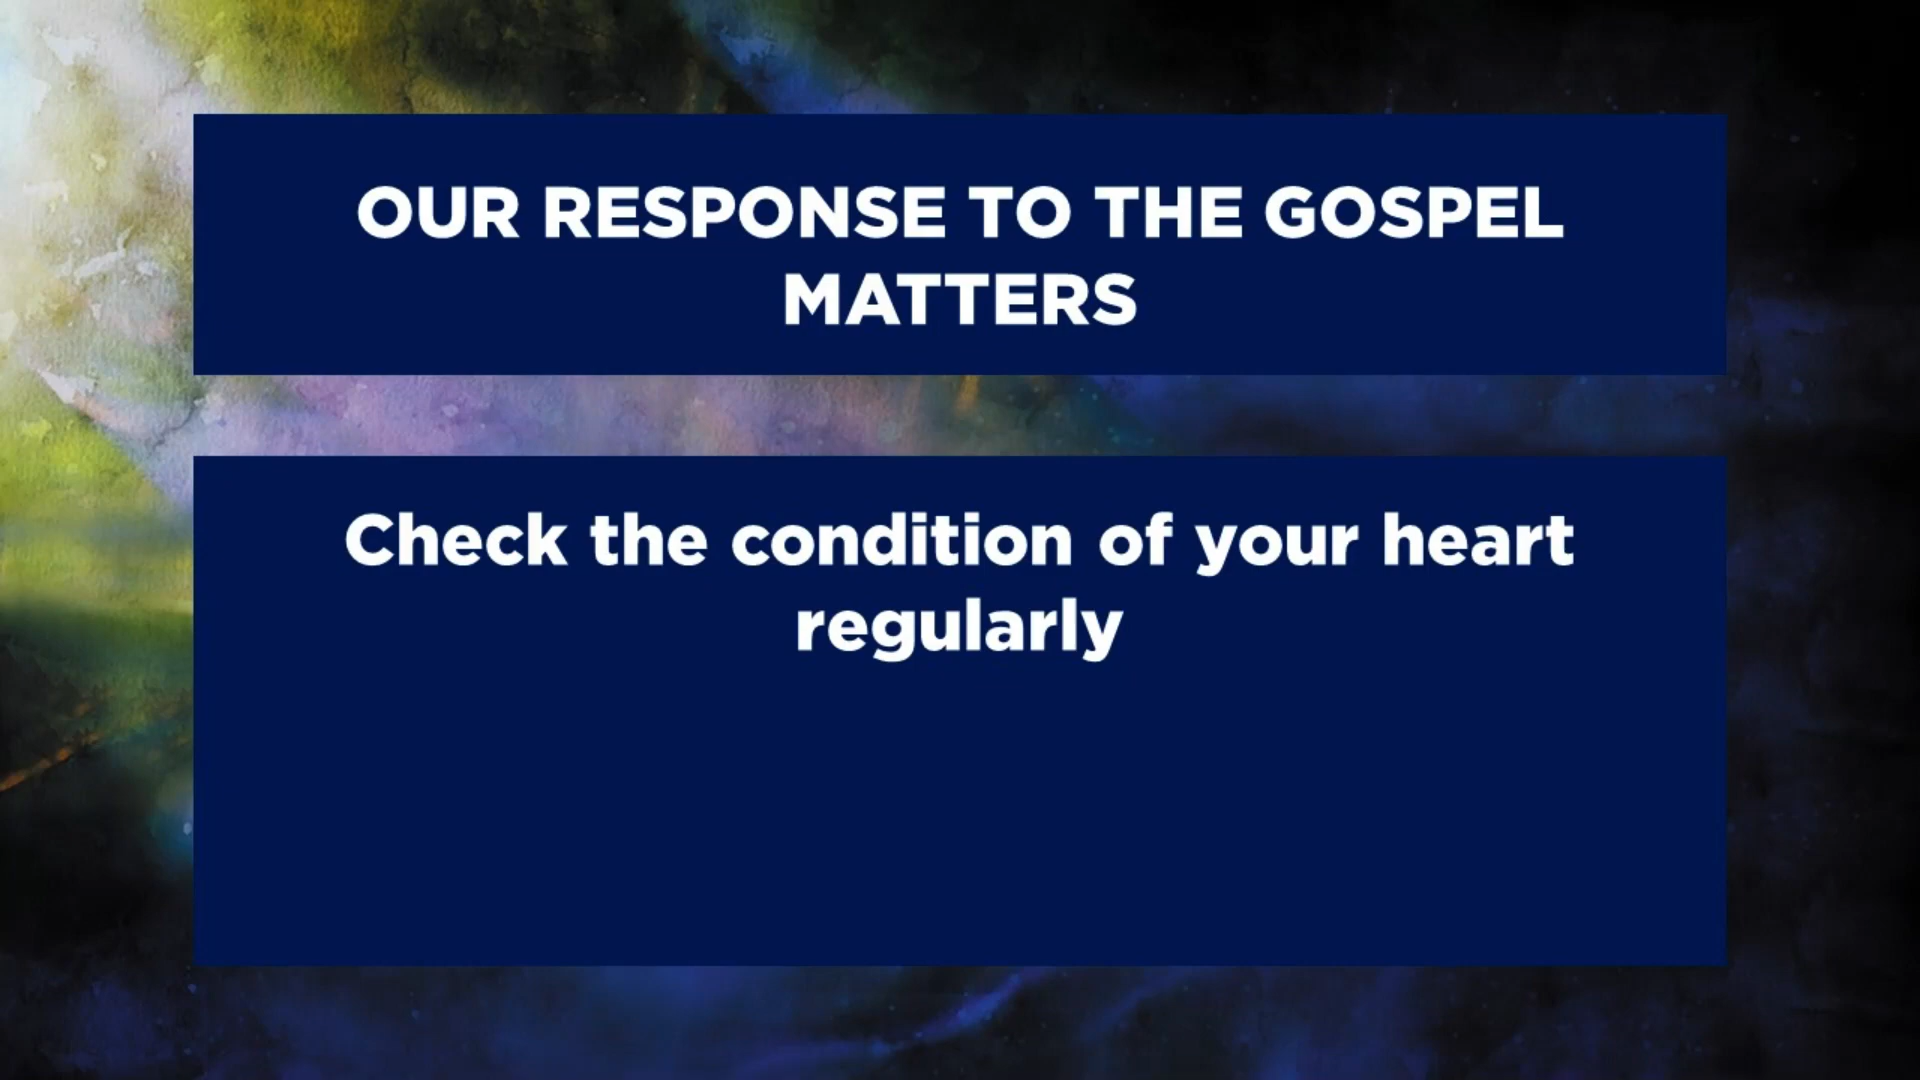 OUR RESPONSE TO THE GOSPEL
MATTERS
Check the condition of your heart
regularly